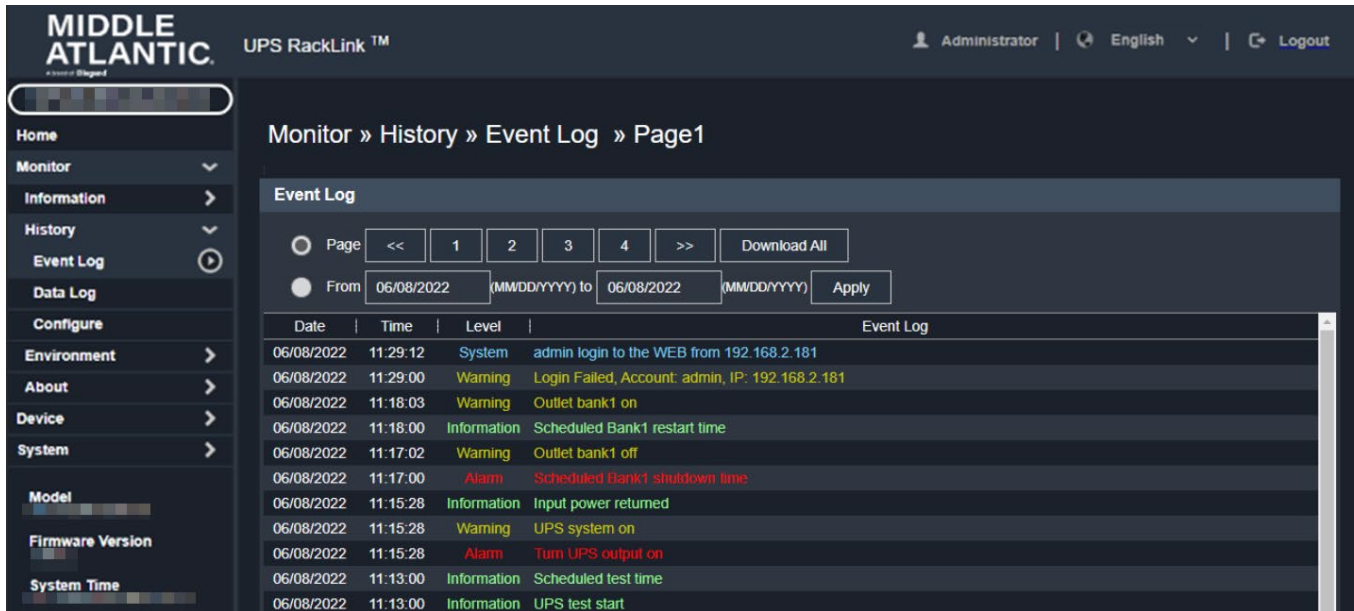 MIDDLE
ATLANTIC.
UPS RackLink ™
Administrator | English | Logout
Home
Monitor
Information
History
Event Log
Data Log
Configure
Environment
About
Device
System
Model
Firmware Version
System Time
Monitor » History » Event Log » Page1
Event Log
Page << 1 2 3 4 >> Download All
From 06/08/2022 (MM/DD/YYYY) to 06/08/2022 (MM/DD/YYYY) Apply
Date | Time | Level | Event Log
06/08/2022 11:29:12 System admin login to the WEB from 192.168.2.181
06/08/2022 11:29:00 Warning Login Failed, Account: admin, IP: 192.168.2.181
06/08/2022 11:18:03 Warning Outlet bank1 on
06/08/2022 11:18:00 Information Scheduled Bank1 restart time
06/08/2022 11:17:02 Warning Outlet bank1 off
06/08/2022 11:17:00 Alarm Scheduled Bank1 shutdown time
06/08/2022 11:15:28 Information Input power returned
06/08/2022 11:15:28 Warning UPS system on
06/08/2022 11:15:28 Alarm Turn UPS output on
06/08/2022 11:13:00 Information Scheduled test time
06/08/2022 11:13:00 Information UPS test start